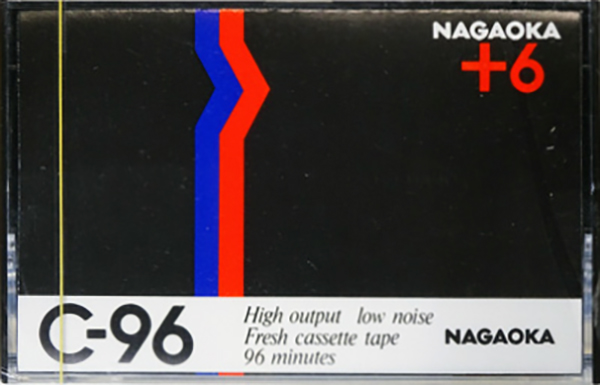 NAGAOKA
+6
C-96
High output low noise
Fresh cassette tape
96 minutes
NAGAOKA